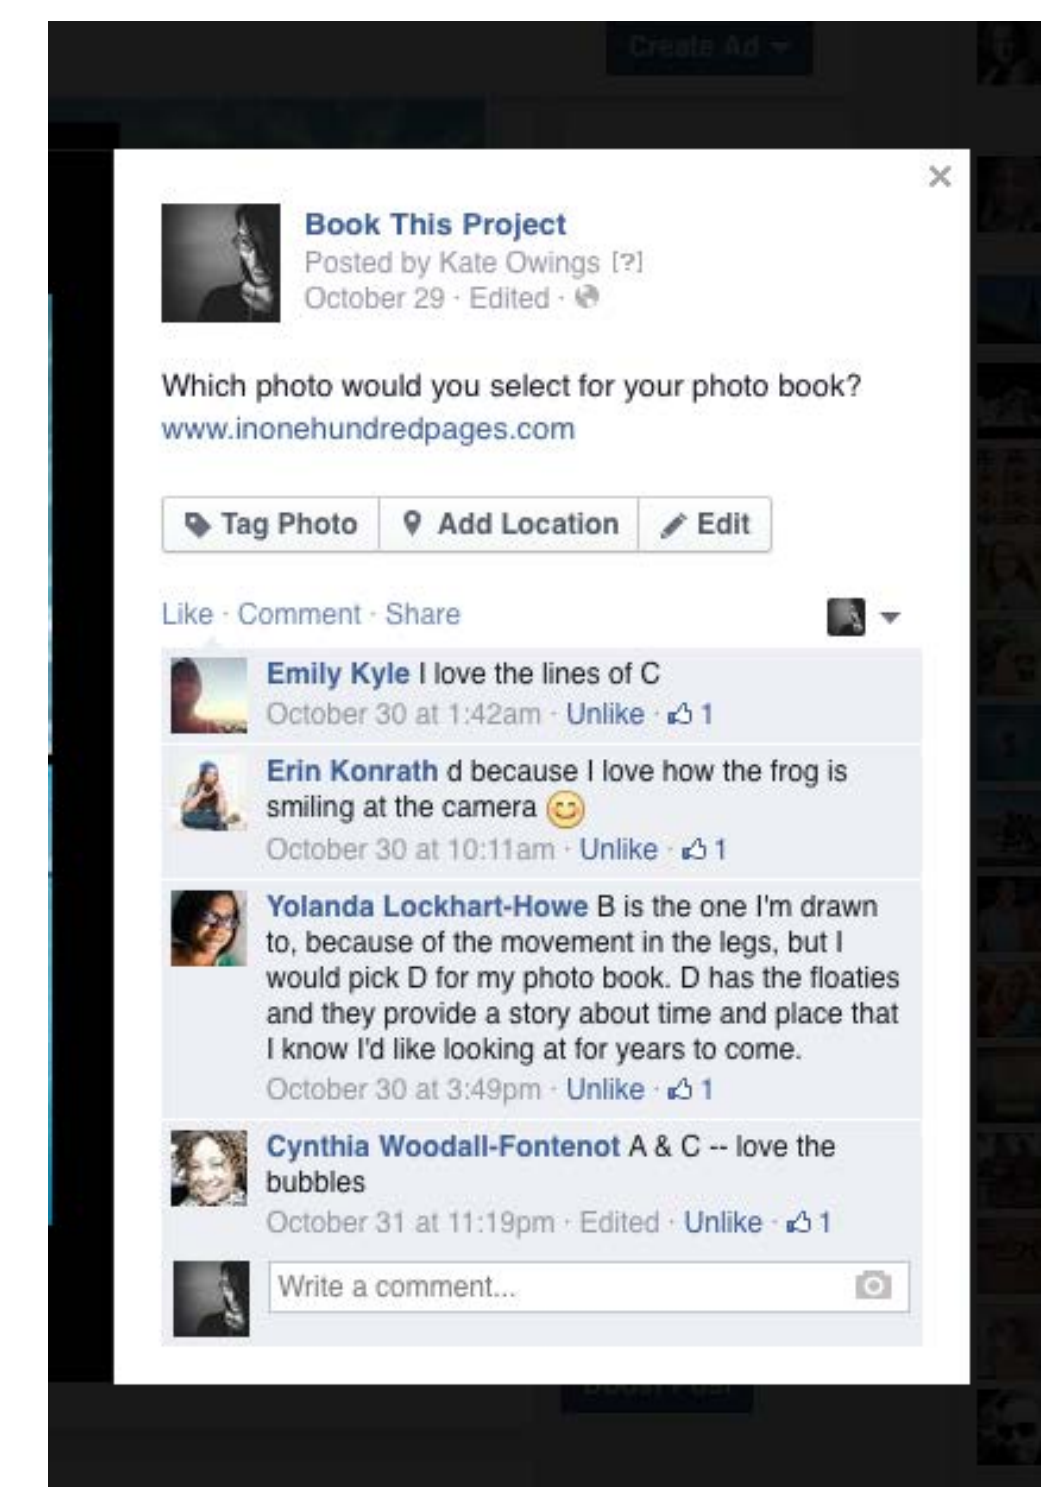 Create Ad
Book This Project
Posted by Kate Owings [?]
October 29 · Edited ·
Which photo would you select for your photo book?
www.inonehundredpages.com
Tag Photo
Add Location
Edit
Like · Comment · Share
Emily Kyle I love the lines of C
October 30 at 1:42am · Unlike · 1
Erin Konrath d because I love how the frog is
smiling at the camera 😊
October 30 at 10:11am · Unlike · 1
Yolanda Lockhart-Howe B is the one I'm drawn
to, because of the movement in the legs, but I
would pick D for my photo book. D has the floaties
and they provide a story about time and place that
I know I'd like looking at for years to come.
October 30 at 3:49pm · Unlike · 1
Cynthia Woodall-Fontenot A & C -- love the
bubbles
October 31 at 11:19pm · Edited · Unlike · 1
Write a comment...
Boost Post